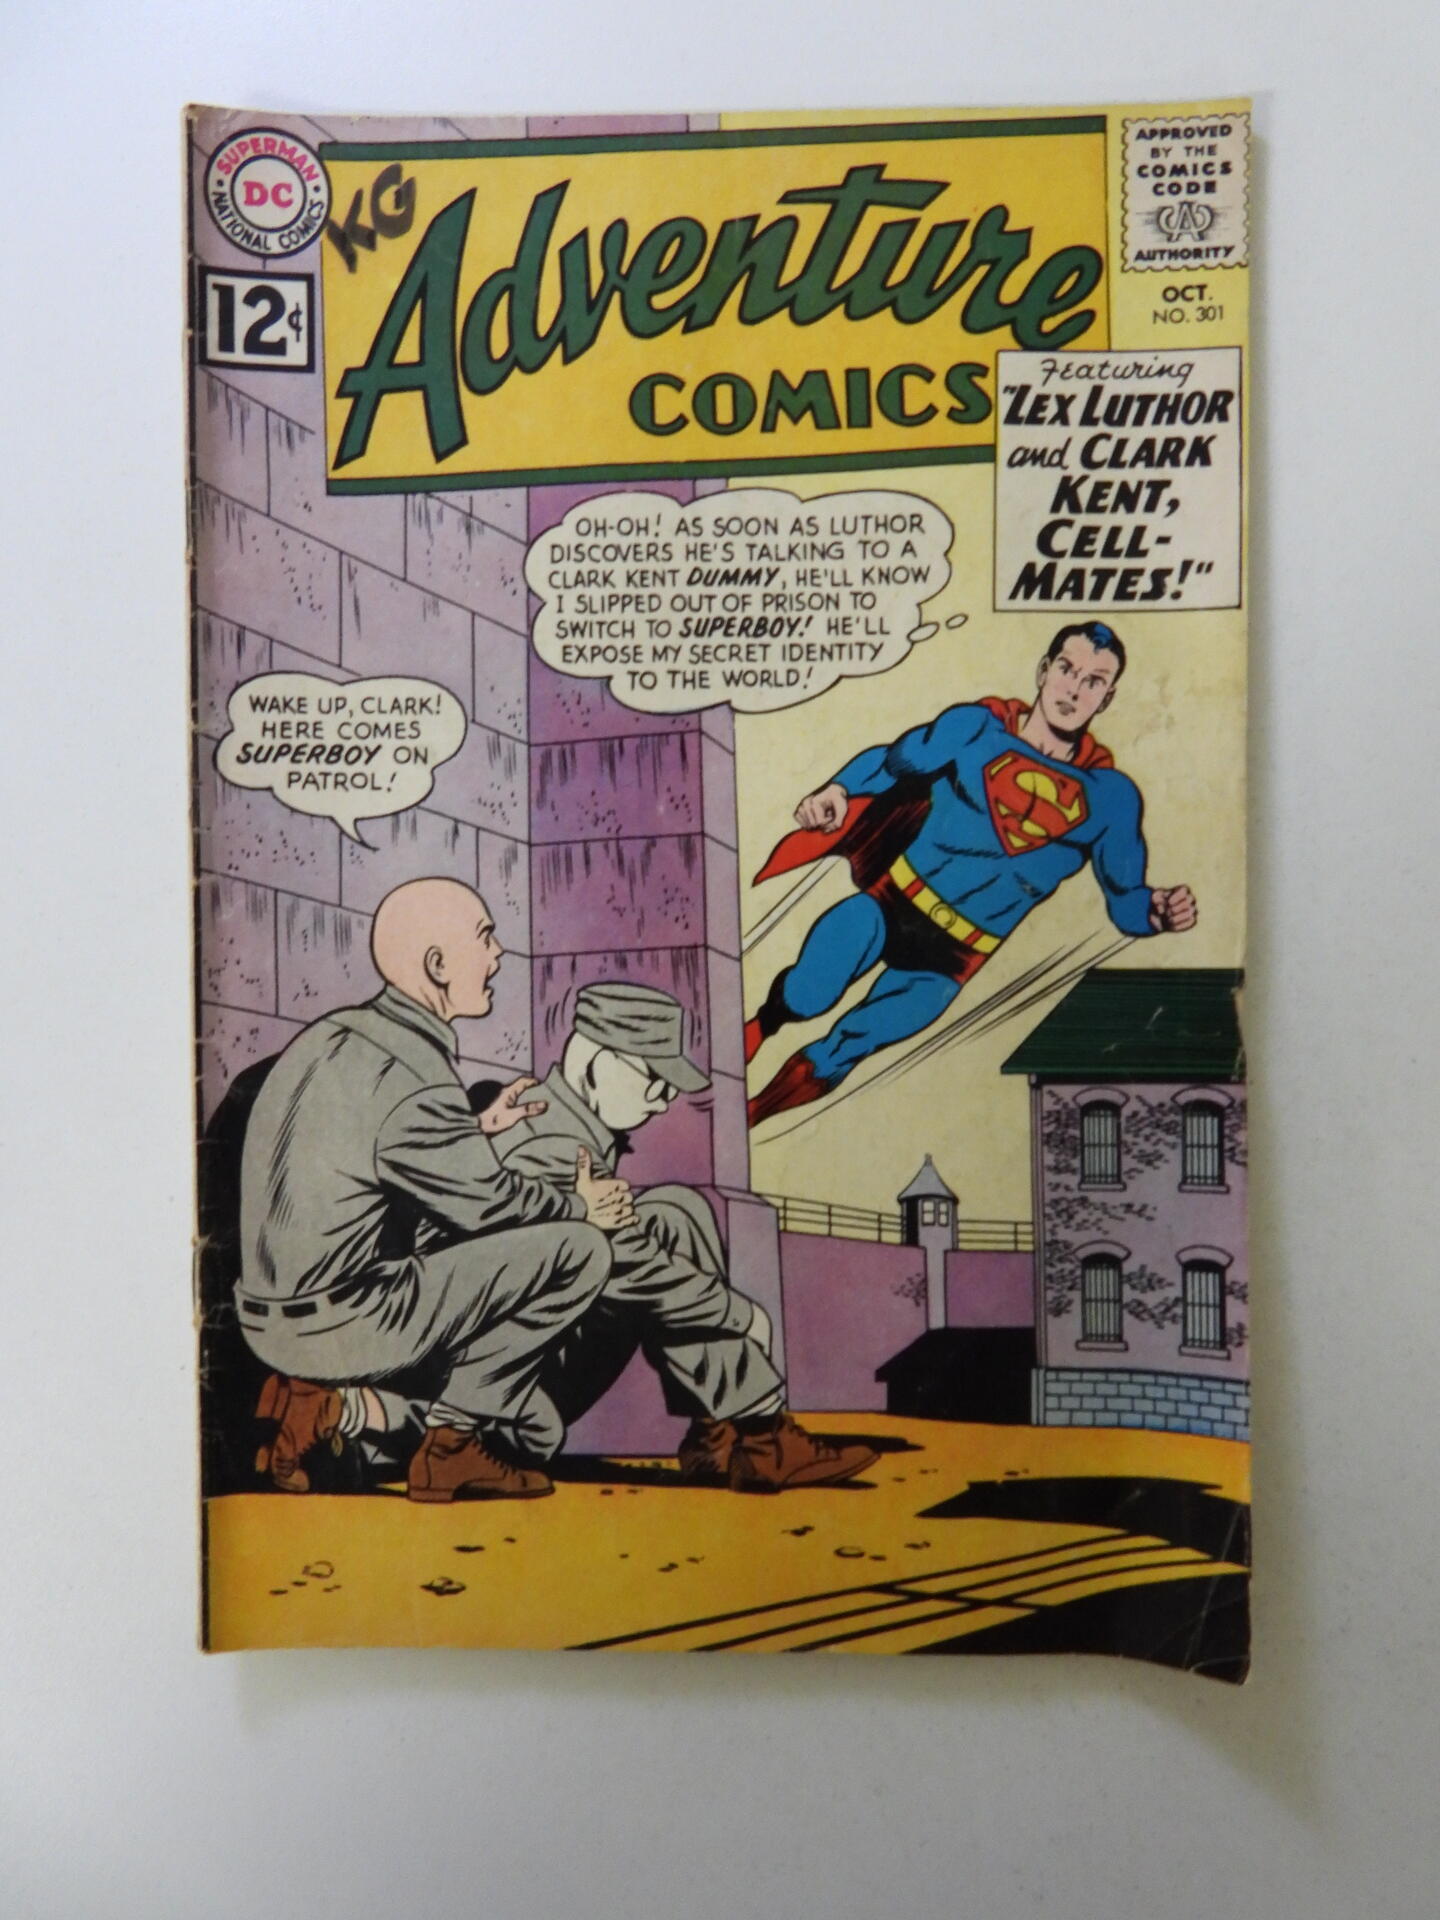 SUPERMAN
DC
NATIONAL COMICS
KG
12¢
Adventure
COMICS
APPROVED
BY THE
COMICS
CODE
CA
AUTHORITY
OCT.
NO. 301
Featuring
"LEX LUTHOR
and CLARK
KENT,
CELL-
MATES!"
OH-OH! AS SOON AS LUTHOR
DISCOVERS HE'S TALKING TO A
CLARK KENT DUMMY, HE'LL KNOW
I SLIPPED OUT OF PRISON TO
SWITCH TO SUPERBOY! HE'LL
EXPOSE MY SECRET IDENTITY
TO THE WORLD!
WAKE UP, CLARK!
HERE COMES
SUPERBOY ON
PATROL!
S